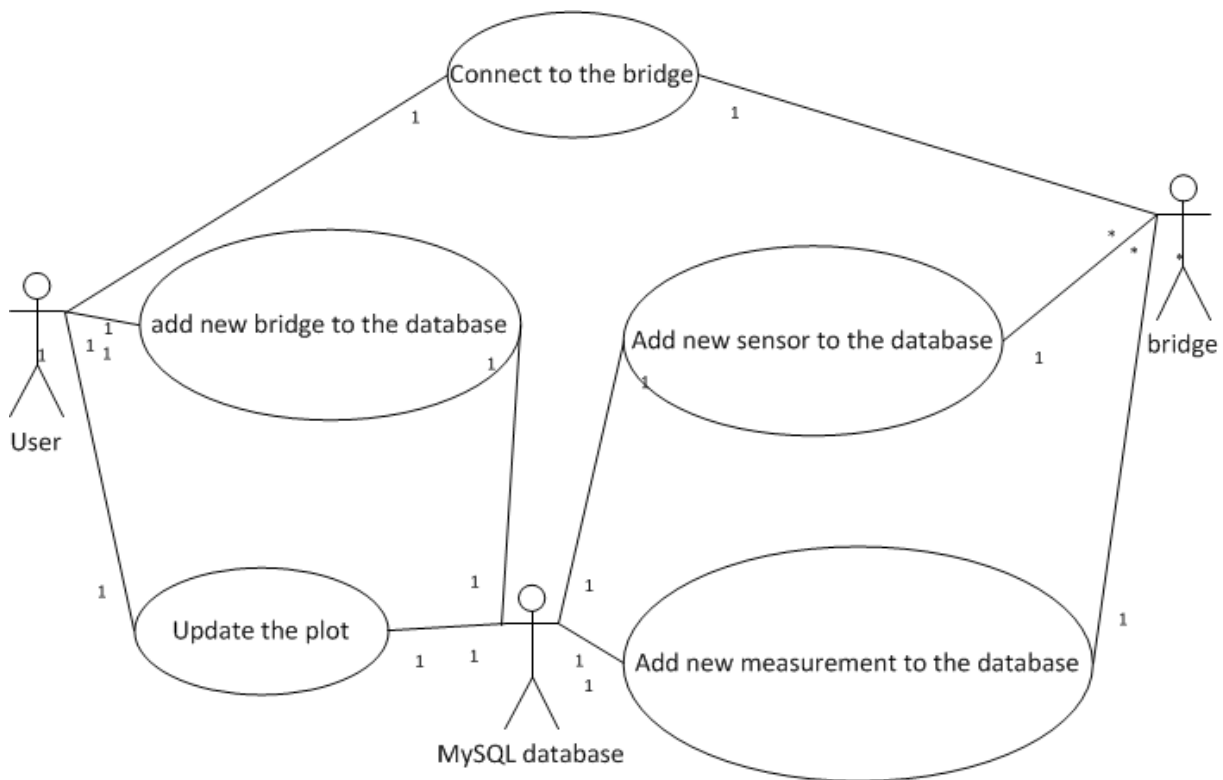 Connect to the bridge
1
1
*
*
*
add new bridge to the database
1
1
1
1
1
Add new sensor to the database
1
1
bridge
User
1
1
1
1
Update the plot
1
1
1
1
Add new measurement to the database
1
MySQL database